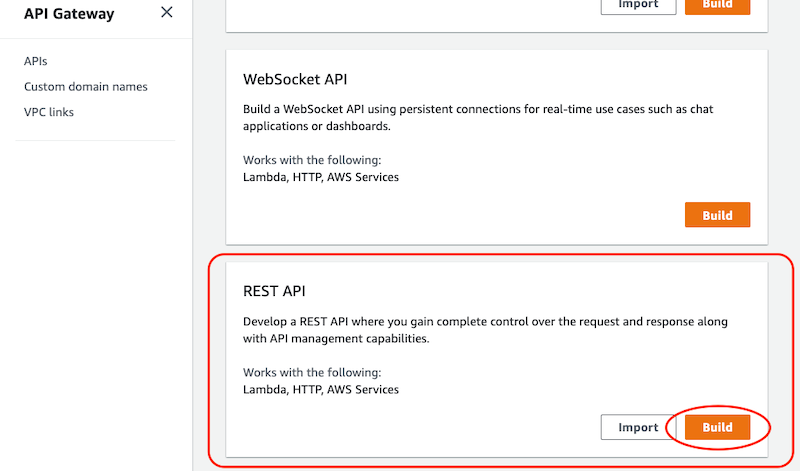 API Gateway
APIs
Custom domain names
VPC links
Import
Build
WebSocket API
Build a WebSocket API using persistent connections for real-time use cases such as chat
applications or dashboards.
Works with the following:
Lambda, HTTP, AWS Services
Build
REST API
Develop a REST API where you gain complete control over the request and response along
with API management capabilities.
Works with the following:
Lambda, HTTP, AWS Services
Import
Build